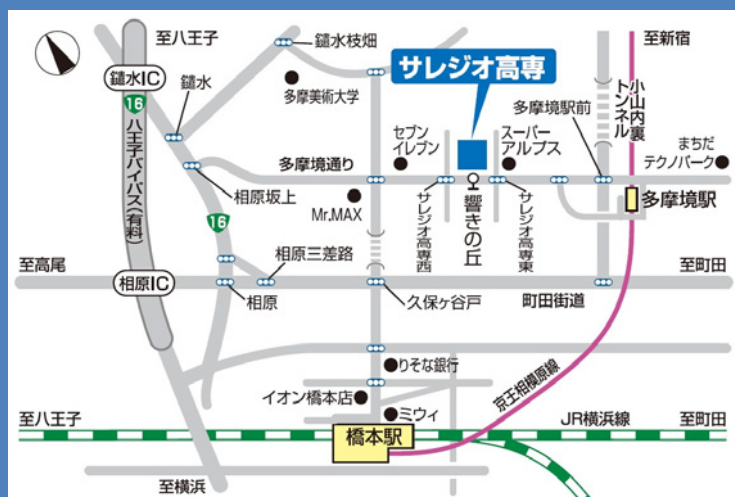 至八王子
鑓水枝畑
サレジオ高専
至新宿
鑓水IC
鑓水
多摩美術大学
多摩境駅前
小山内裏
トンネル
16
八王子バイパス(有料)
セブン
イレブン
スーパー
アルプス
まちだ
テクノパーク
多摩境通り
相原坂上
Mr.MAX
サレジオ高専西
響きの丘
サレジオ高専東
多摩境駅
16
至高尾
相原三差路
至町田
相原IC
相原
久保ヶ谷戸
町田街道
りそな銀行
京王相模原線
イオン橋本店
至八王子
ミウィ
JR横浜線
至町田
橋本駅
至横浜